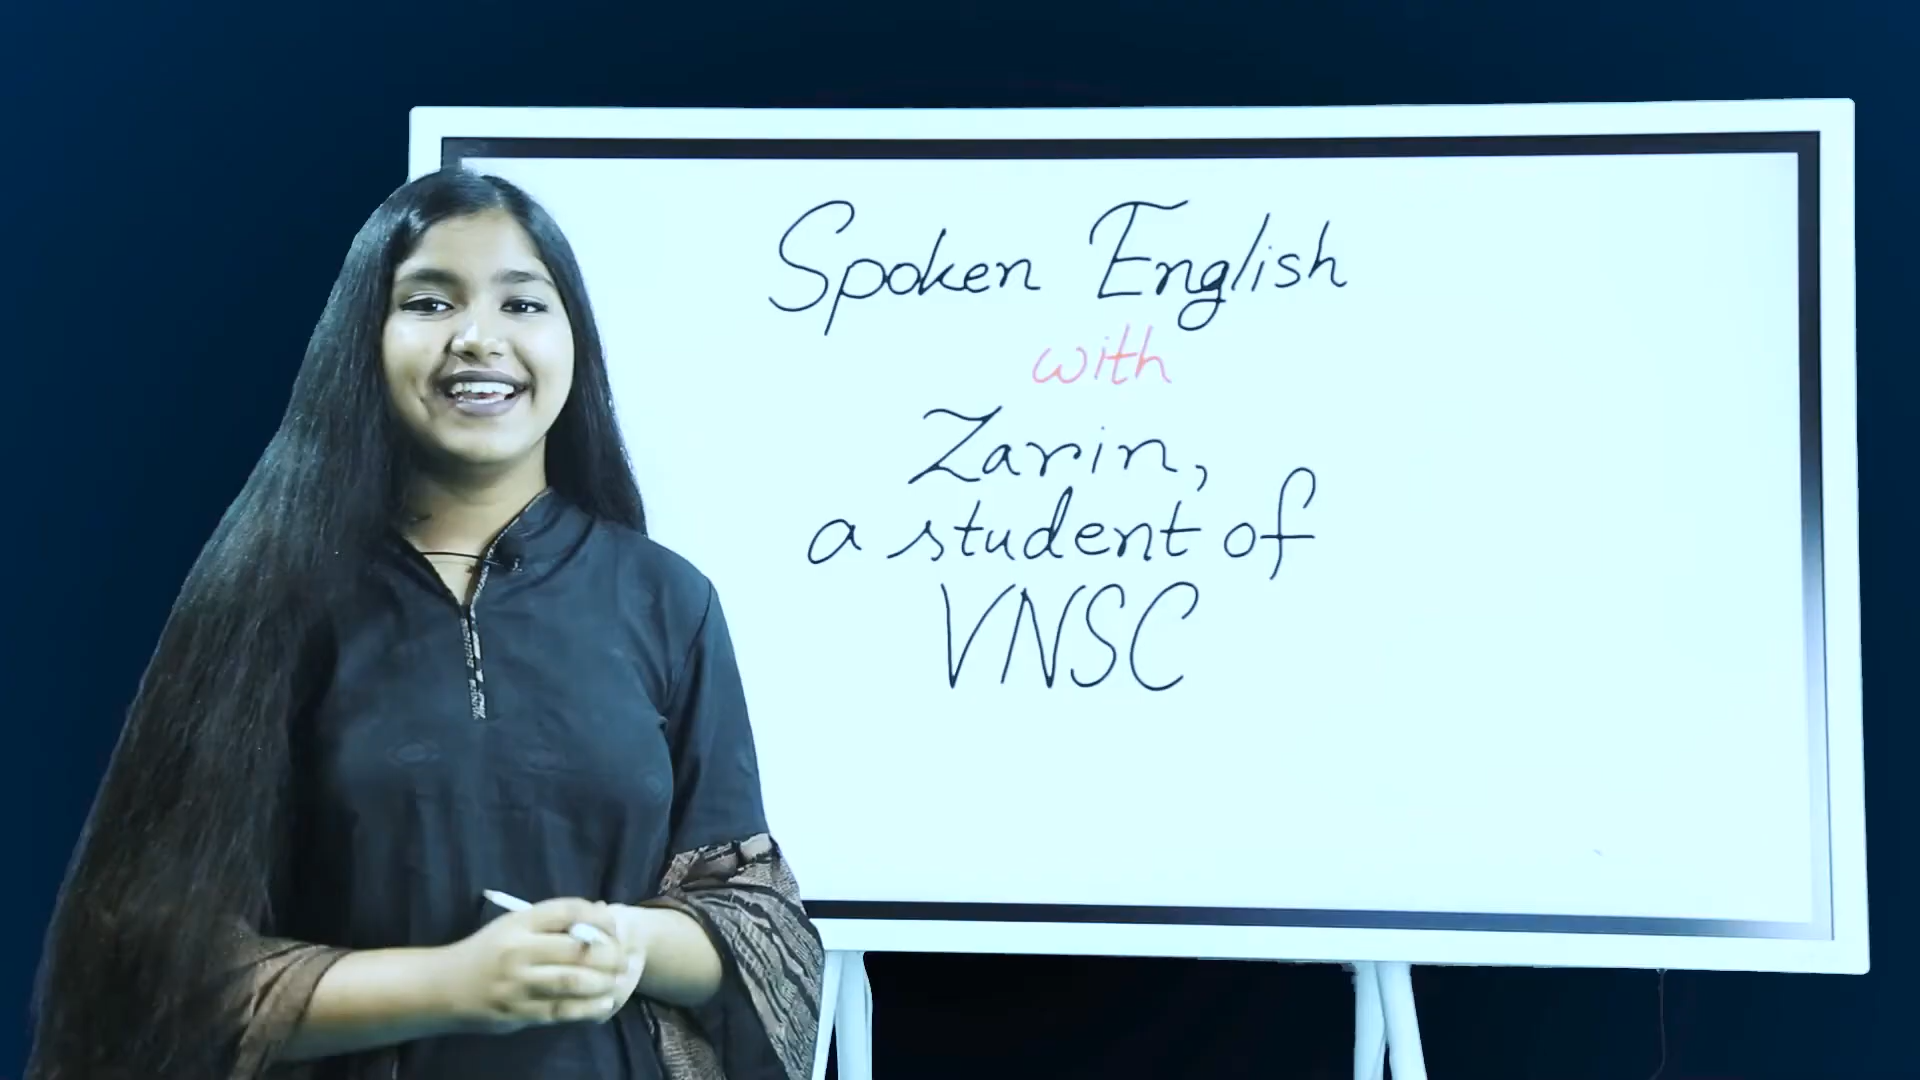 Spoken English
with
Zarin,
a student of
VNSC